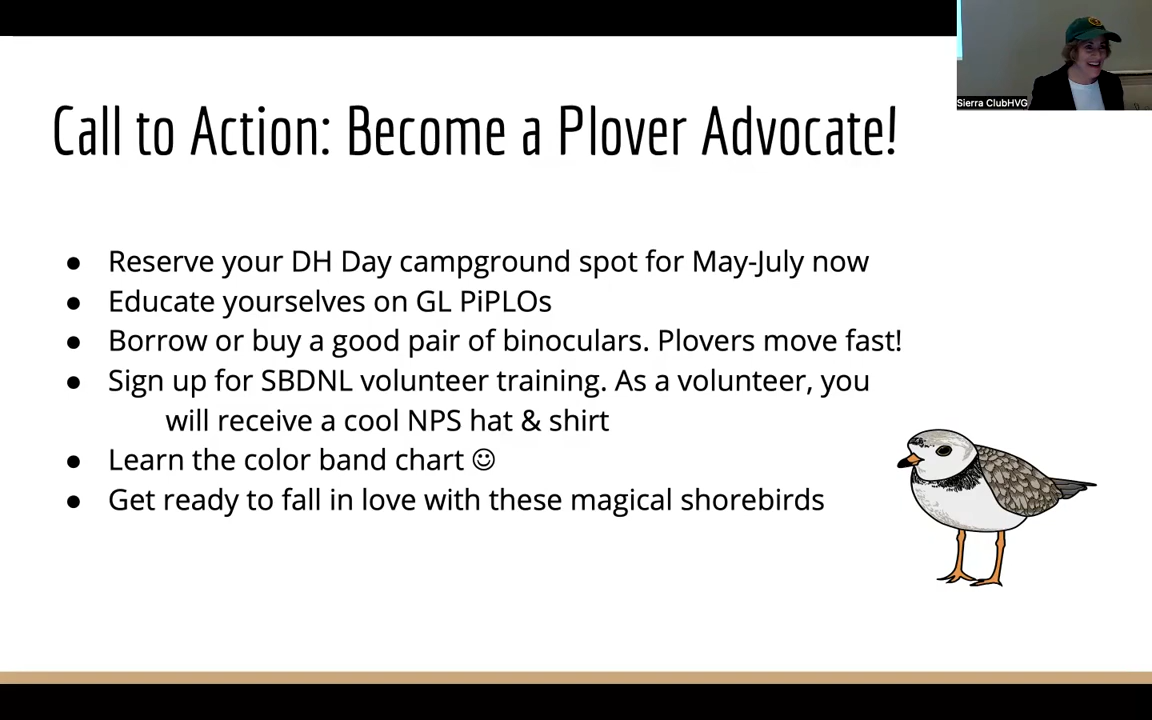 Sierra ClubHVG
Call to Action: Become a Plover Advocate!
● Reserve your DH Day campground spot for May-July now
● Educate yourselves on GL PiPLOs
● Borrow or buy a good pair of binoculars. Plovers move fast!
● Sign up for SBDNL volunteer training. As a volunteer, you
will receive a cool NPS hat & shirt
● Learn the color band chart ☺
● Get ready to fall in love with these magical shorebirds